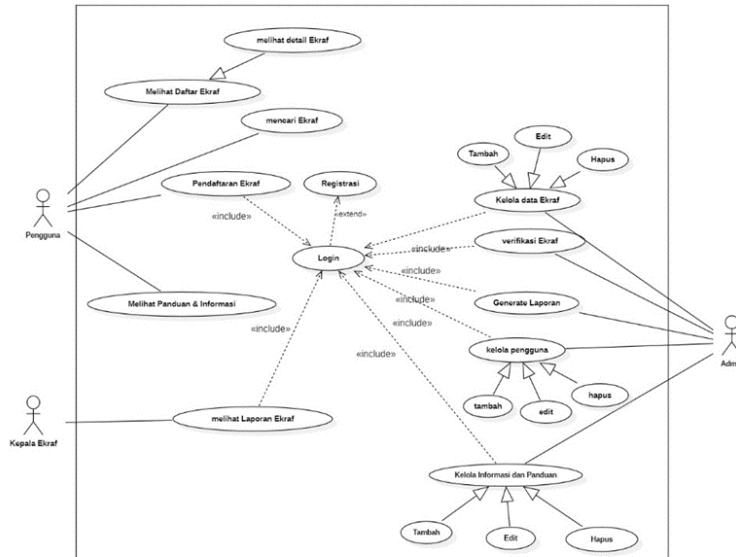 melihat detail Ekraf
Melihat Daftar Ekraf
mencari Ekraf
Pendaftaran Ekraf
Registrasi
«include»
«extend»
Login
Pengguna
Melihat Panduan & Informasi
«include»
melihat Laporan Ekraf
Kepala Ekraf
Edit
Tambah
Hapus
Kelola data Ekraf
verifikasi Ekraf
«include»
«include»
Generate Laporan
«include»
«include»
kelola pengguna
«include»
tambah
edit
hapus
Adm
Kelola Informasi dan Panduan
Tambah
Edit
Hapus